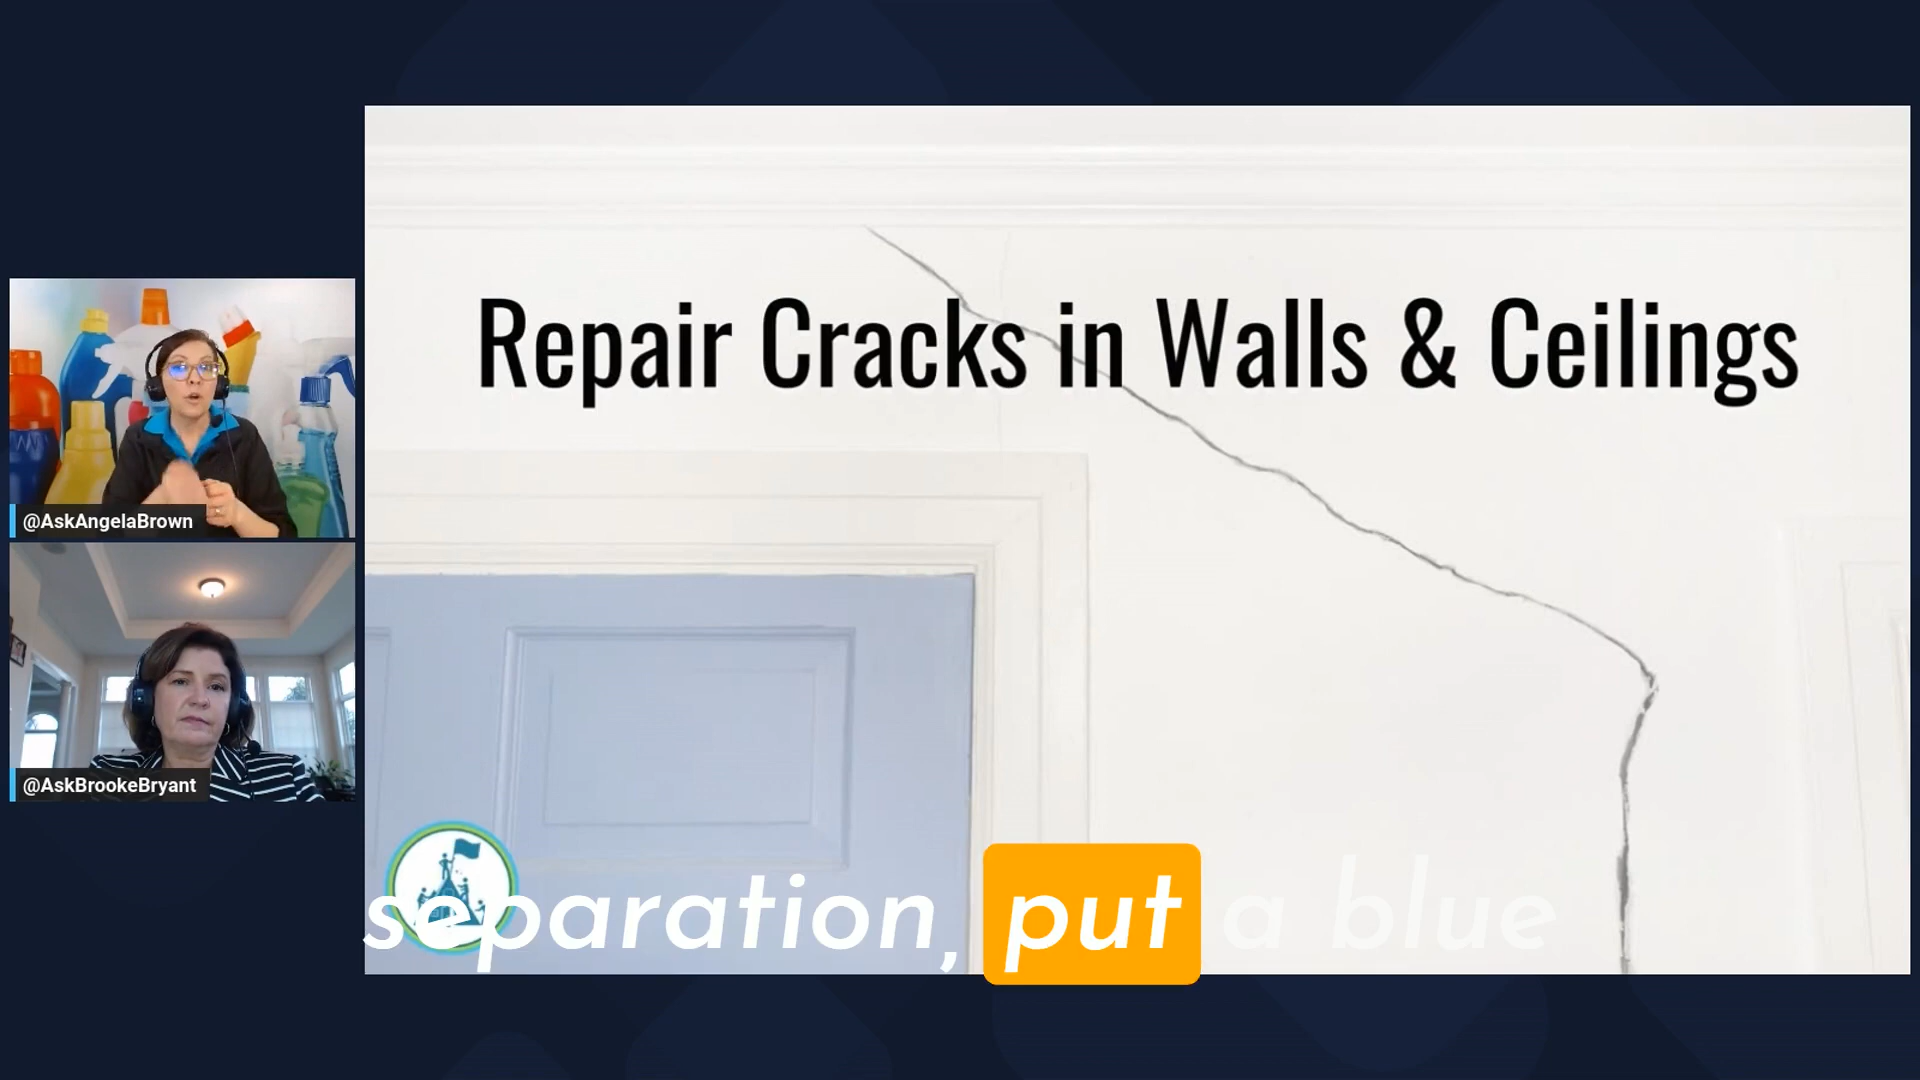 Repair Cracks in Walls & Ceilings
@AskAngelaBrown
@AskBrookeBryant
separation, put a blue